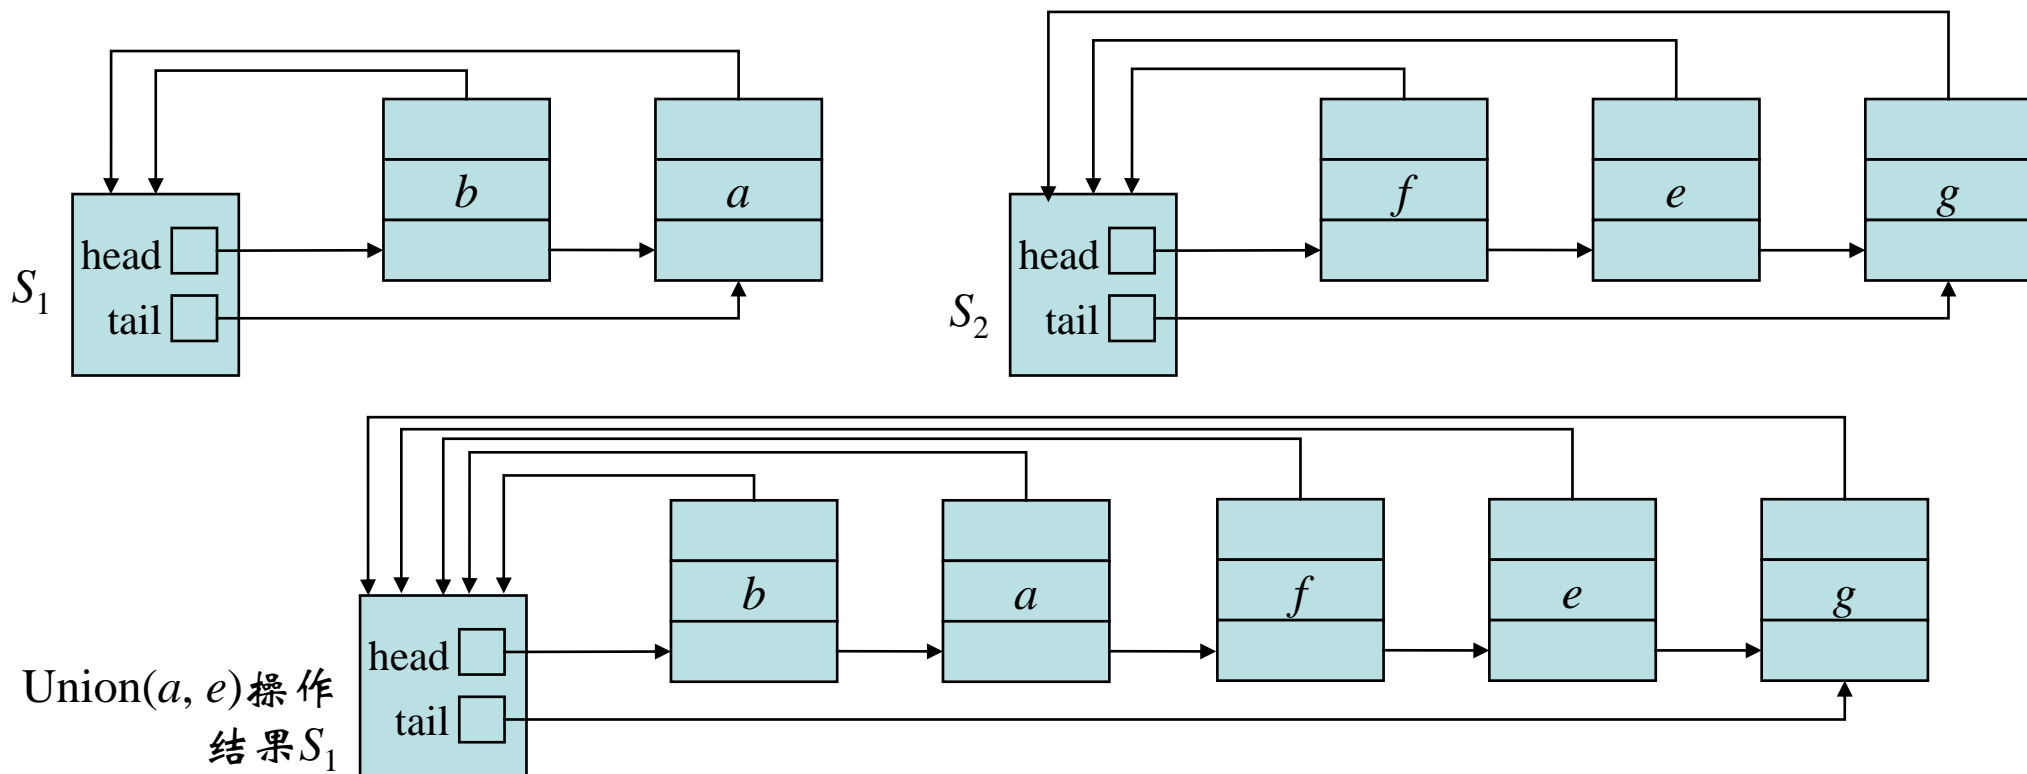 b
a
head
tail
S₁
f
e
g
head
tail
S₂
b
a
f
e
g
head
tail
Union(a, e)操作
结果S₁